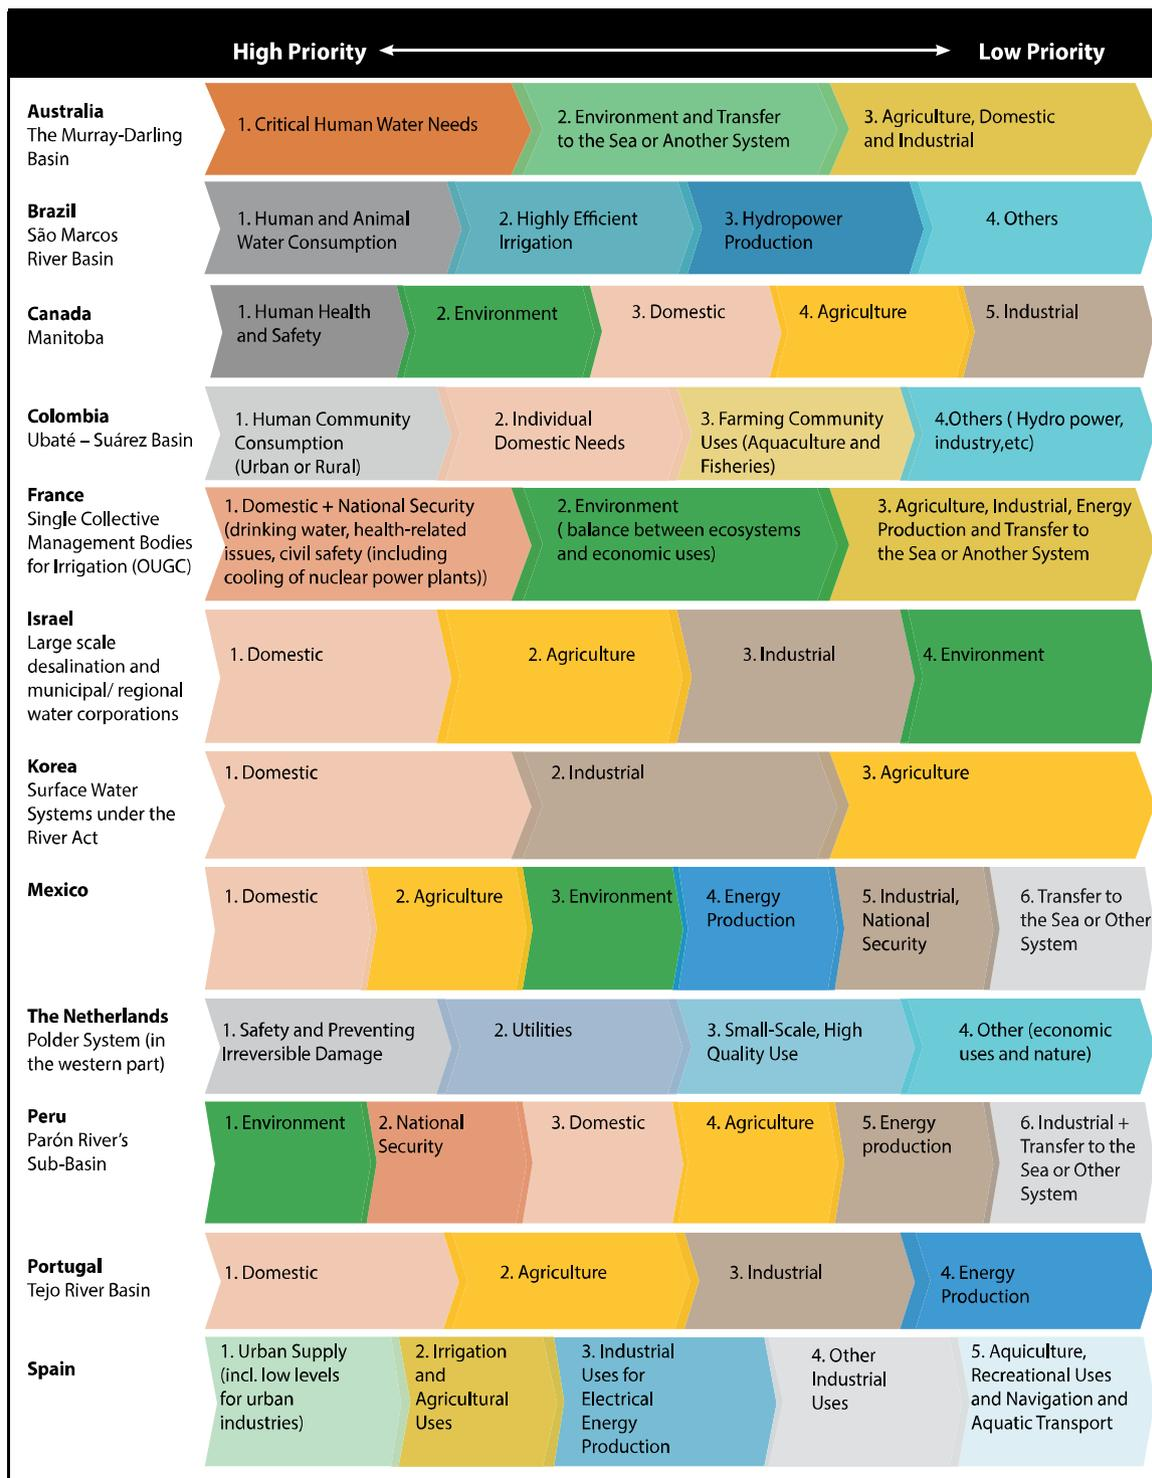 High Priority Low Priority
Australia
The Murray-Darling
Basin
1. Critical Human Water Needs
2. Environment and Transfer
to the Sea or Another System
3. Agriculture, Domestic
and Industrial
Brazil
São Marcos
River Basin
1. Human and Animal
Water Consumption
2. Highly Efficient
Irrigation
3. Hydropower
Production
4. Others
Canada
Manitoba
1. Human Health
and Safety
2. Environment
3. Domestic
4. Agriculture
5. Industrial
Colombia
Ubaté – Suárez Basin
1. Human Community
Consumption
(Urban or Rural)
2. Individual
Domestic Needs
3. Farming Community
Uses (Aquaculture and
Fisheries)
4.Others ( Hydro power,
industry,etc)
France
Single Collective
Management Bodies
for Irrigation (OUGC)
1. Domestic + National Security
(drinking water, health-related
issues, civil safety (including
cooling of nuclear power plants))
2. Environment
( balance between ecosystems
and economic uses)
3. Agriculture, Industrial, Energy
Production and Transfer to
the Sea or Another System
Israel
Large scale
desalination and
municipal/ regional
water corporations
1. Domestic
2. Agriculture
3. Industrial
4. Environment
Korea
Surface Water
Systems under the
River Act
1. Domestic
2. Industrial
3. Agriculture
Mexico
1. Domestic
2. Agriculture
3. Environment
4. Energy
Production
5. Industrial,
National
Security
6. Transfer to
the Sea or Other
System
The Netherlands
Polder System (in
the western part)
1. Safety and Preventing
Irreversible Damage
2. Utilities
3. Small-Scale, High
Quality Use
4. Other (economic
uses and nature)
Peru
Parón River's
Sub-Basin
1. Environment
2. National
Security
3. Domestic
4. Agriculture
5. Energy
production
6. Industrial +
Transfer to the
Sea or Other
System
Portugal
Tejo River Basin
1. Domestic
2. Agriculture
3. Industrial
4. Energy
Production
Spain
1. Urban Supply
(incl. low levels
for urban
industries)
2. Irrigation
and
Agricultural
Uses
3. Industrial
Uses for
Electrical
Energy
Production
4. Other
Industrial
Uses
5. Aquiculture,
Recreational Uses
and Navigation and
Aquatic Transport